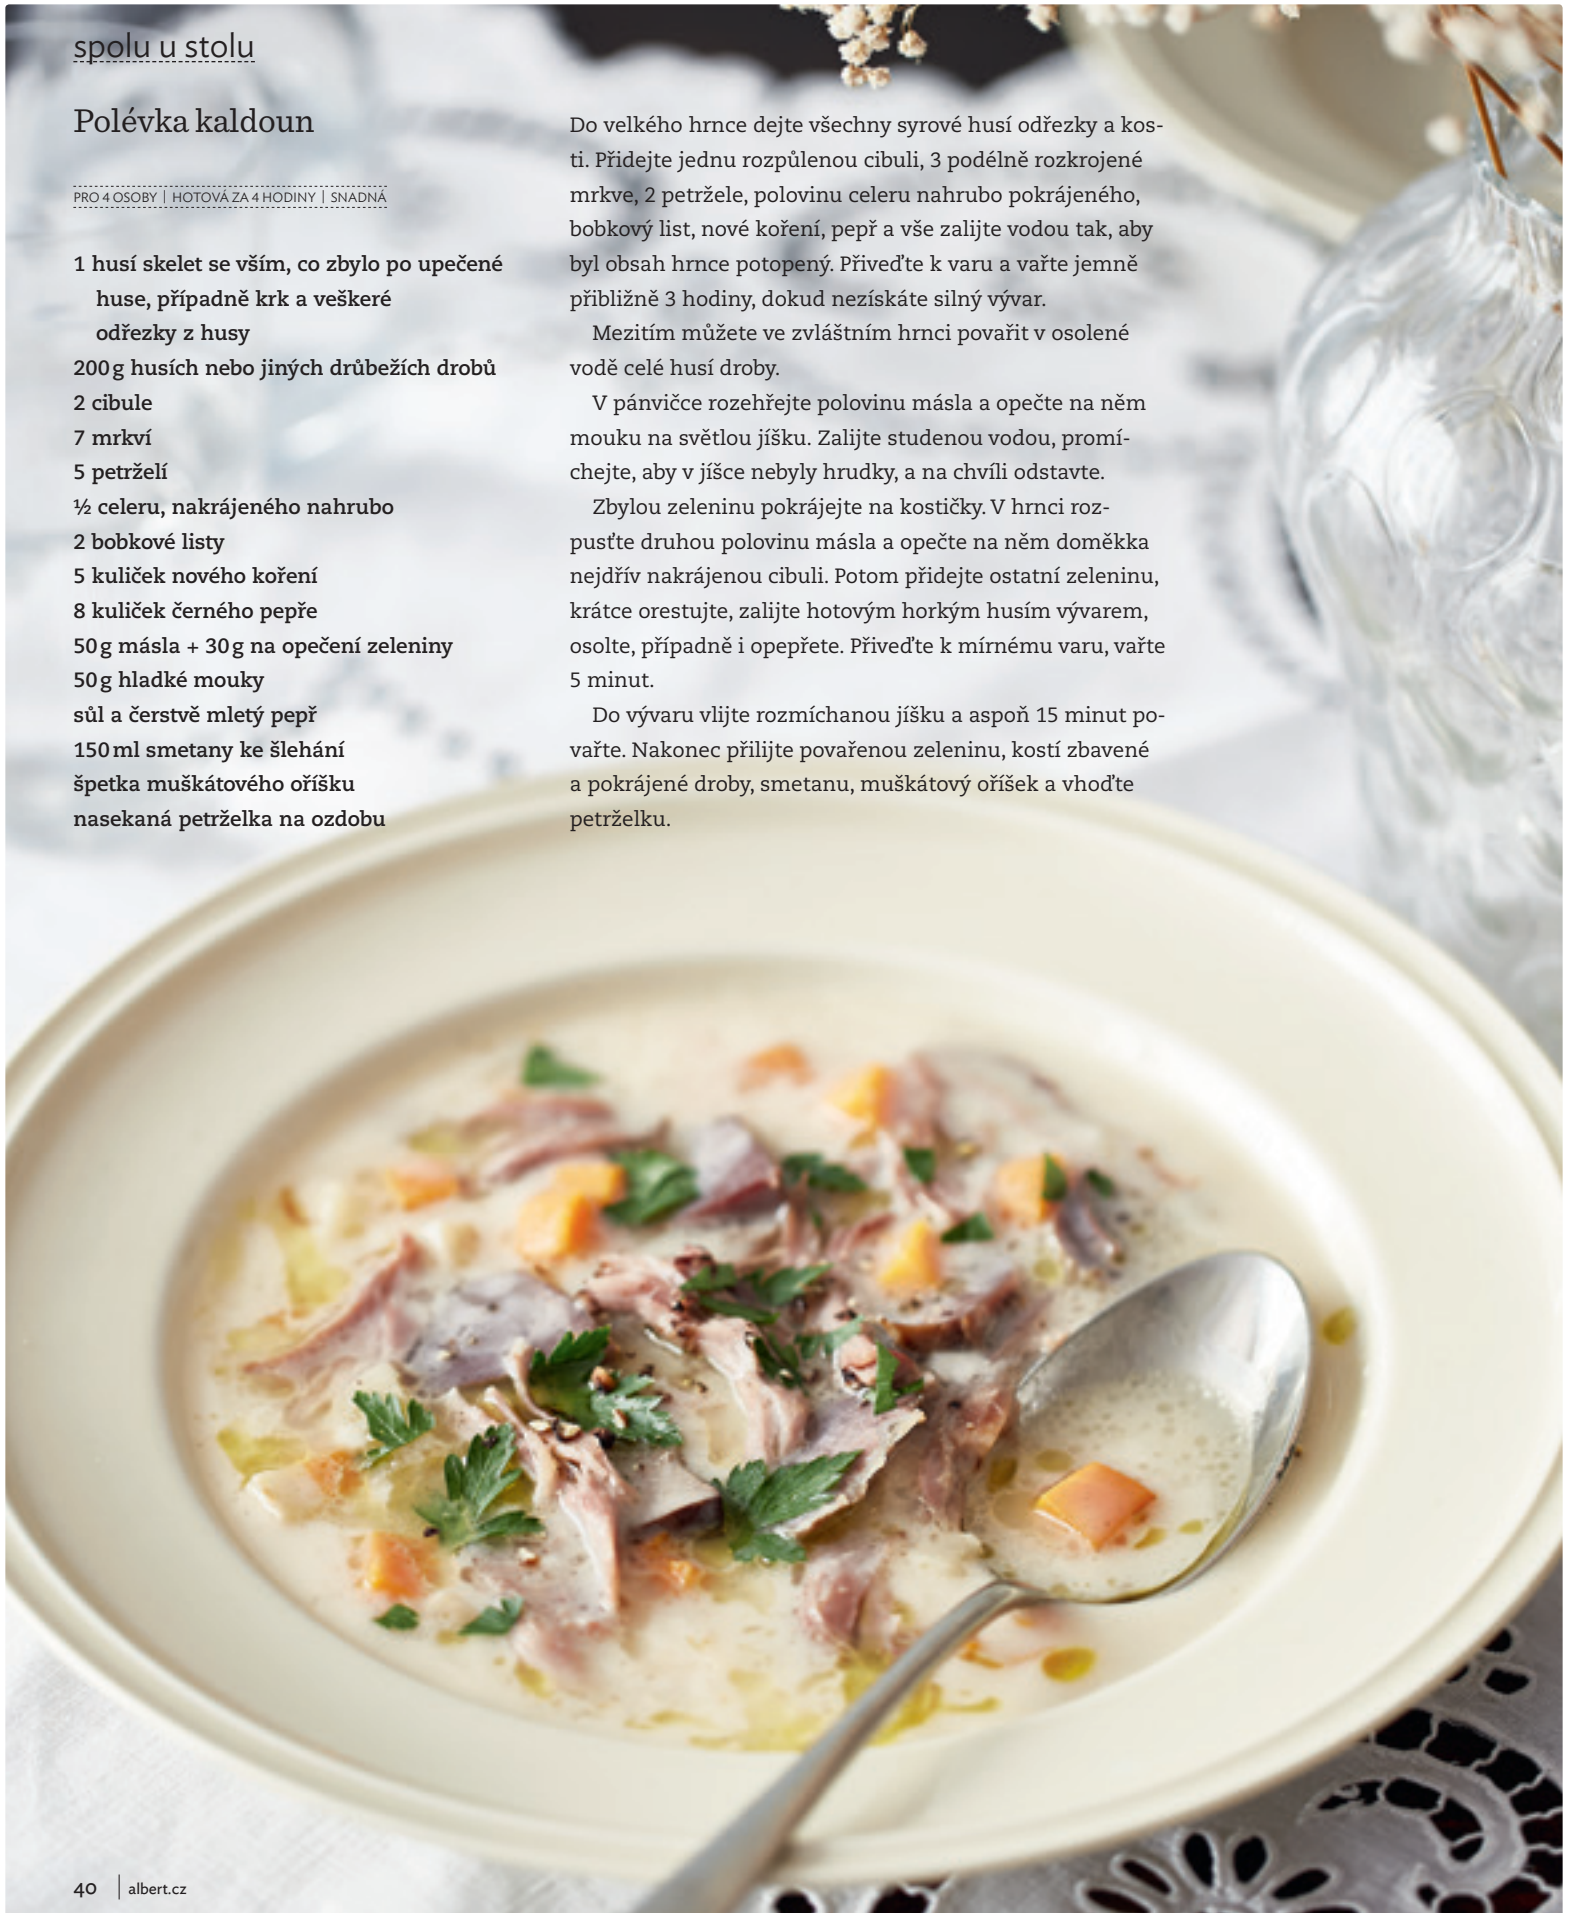 spolu u stolu
Polévka kaldoun
PRO 4 OSOBY | HOTOVÁ ZA 4 HODINY | SNADNÁ
1 husí skelet se vším, co zbylo po upečené
huse, případně krk a veškeré
odřezky z husy
200 g husích nebo jiných drůbežích drobů
2 cibule
7 mrkví
5 petrželí
½ celeru, nakrájeného nahrubo
2 bobkové listy
5 kuliček nového koření
8 kuliček černého pepře
50 g másla + 30 g na opečení zeleniny
50 g hladké mouky
sůl a čerstvě mletý pepř
150 ml smetany ke šlehání
špetka muškátového oříšku
nasekaná petrželka na ozdobu
Do velkého hrnce dejte všechny syrové husí odřezky a kos-
ti. Přidejte jednu rozpůlenou cibuli, 3 podélně rozkrojené
mrkve, 2 petržele, polovinu celeru nahrubo pokrájeného,
bobkový list, nové koření, pepř a vše zalijte vodou tak, aby
byl obsah hrnce potopený. Přiveďte k varu a vařte jemně
přibližně 3 hodiny, dokud nezískáte silný vývar.
Mezitím můžete ve zvláštním hrnci povařit v osolené
vodě celé husí droby.
V pánvičce rozehřejte polovinu másla a opečte na něm
mouku na světlou jíšku. Zalijte studenou vodou, promí-
chejte, aby v jíšce nebyly hrudky, a na chvíli odstavte.
Zbylou zeleninu pokrájejte na kostičky. V hrnci roz-
pusťte druhou polovinu másla a opečte na něm doměkka
nejdřív nakrájenou cibuli. Potom přidejte ostatní zeleninu,
krátce orestujte, zalijte hotovým horkým husím vývarem,
osolte, případně i opepřete. Přiveďte k mírnému varu, vařte
5 minut.
Do vývaru vlijte rozmíchanou jíšku a aspoň 15 minut po-
vařte. Nakonec přilijte povařenou zeleninu, kostí zbavené
a pokrájené droby, smetanu, muškátový oříšek a vhoďte
petrželku.
40 | albert.cz